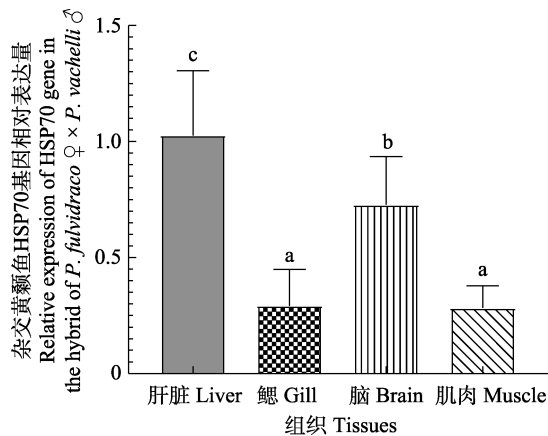 杂交黄颡鱼HSP70基因相对表达量
Relative expression of HSP70 gene in
the hybrid of P. fulvidraco ♀ × P. vachelli ♂
1.5
1.0
0.5
0
c
a
b
a
肝脏 Liver
鳃 Gill
脑 Brain
肌肉 Muscle
组织 Tissues